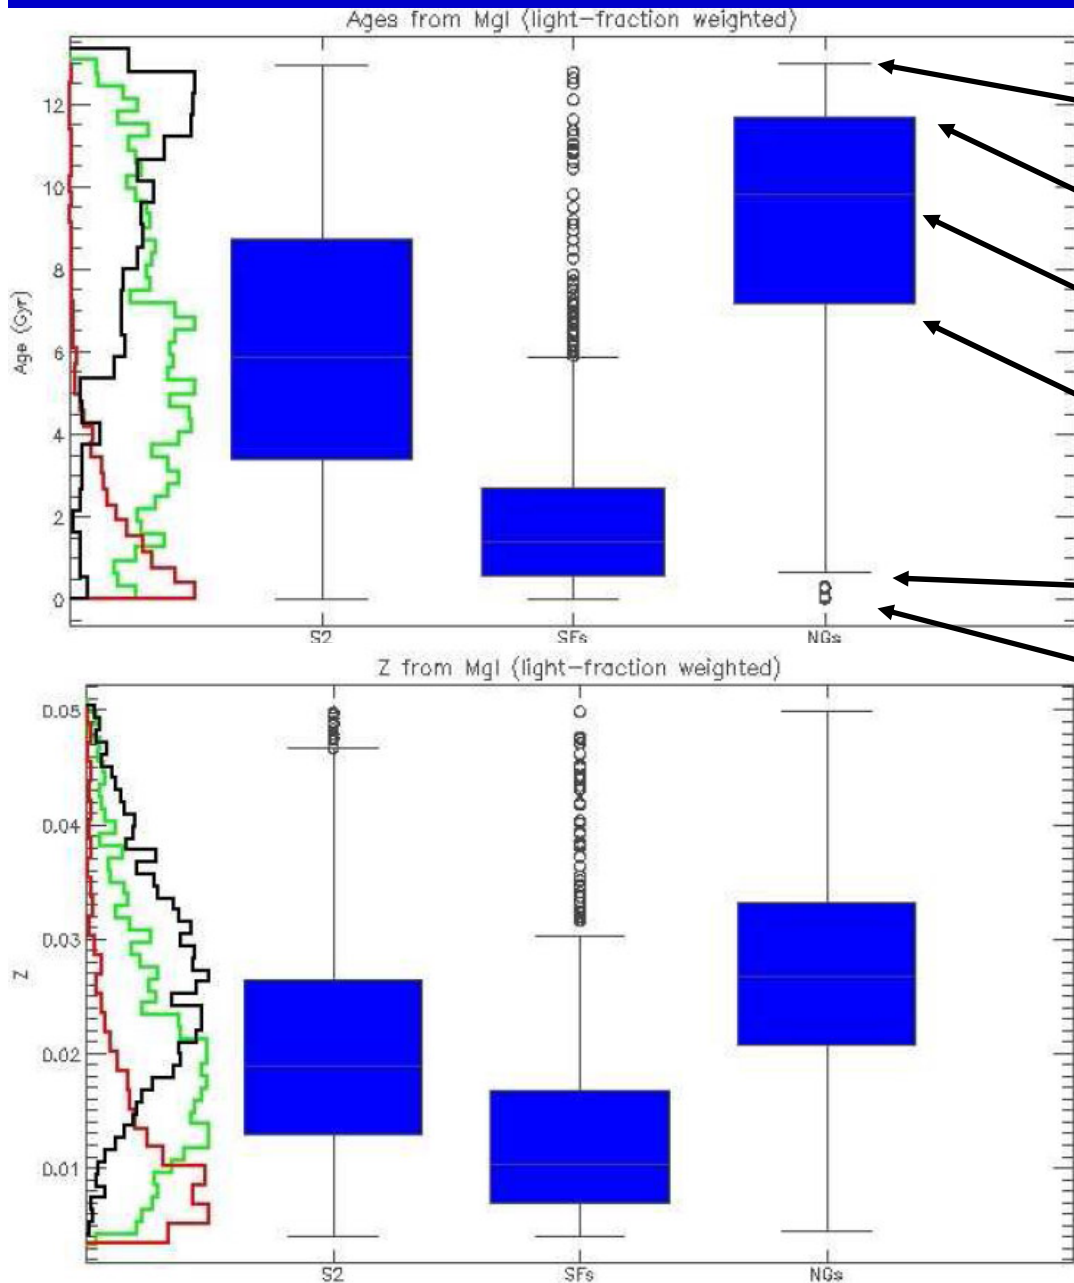 Ages from MgI (light-fraction weighted)
12
10
8
6
4
2
0
Age (Gyr)
S2
SFs
NGs
Z from MgI (light-fraction weighted)
0.05
0.04
0.03
0.02
0.01
Z
S2
SFs
NGs